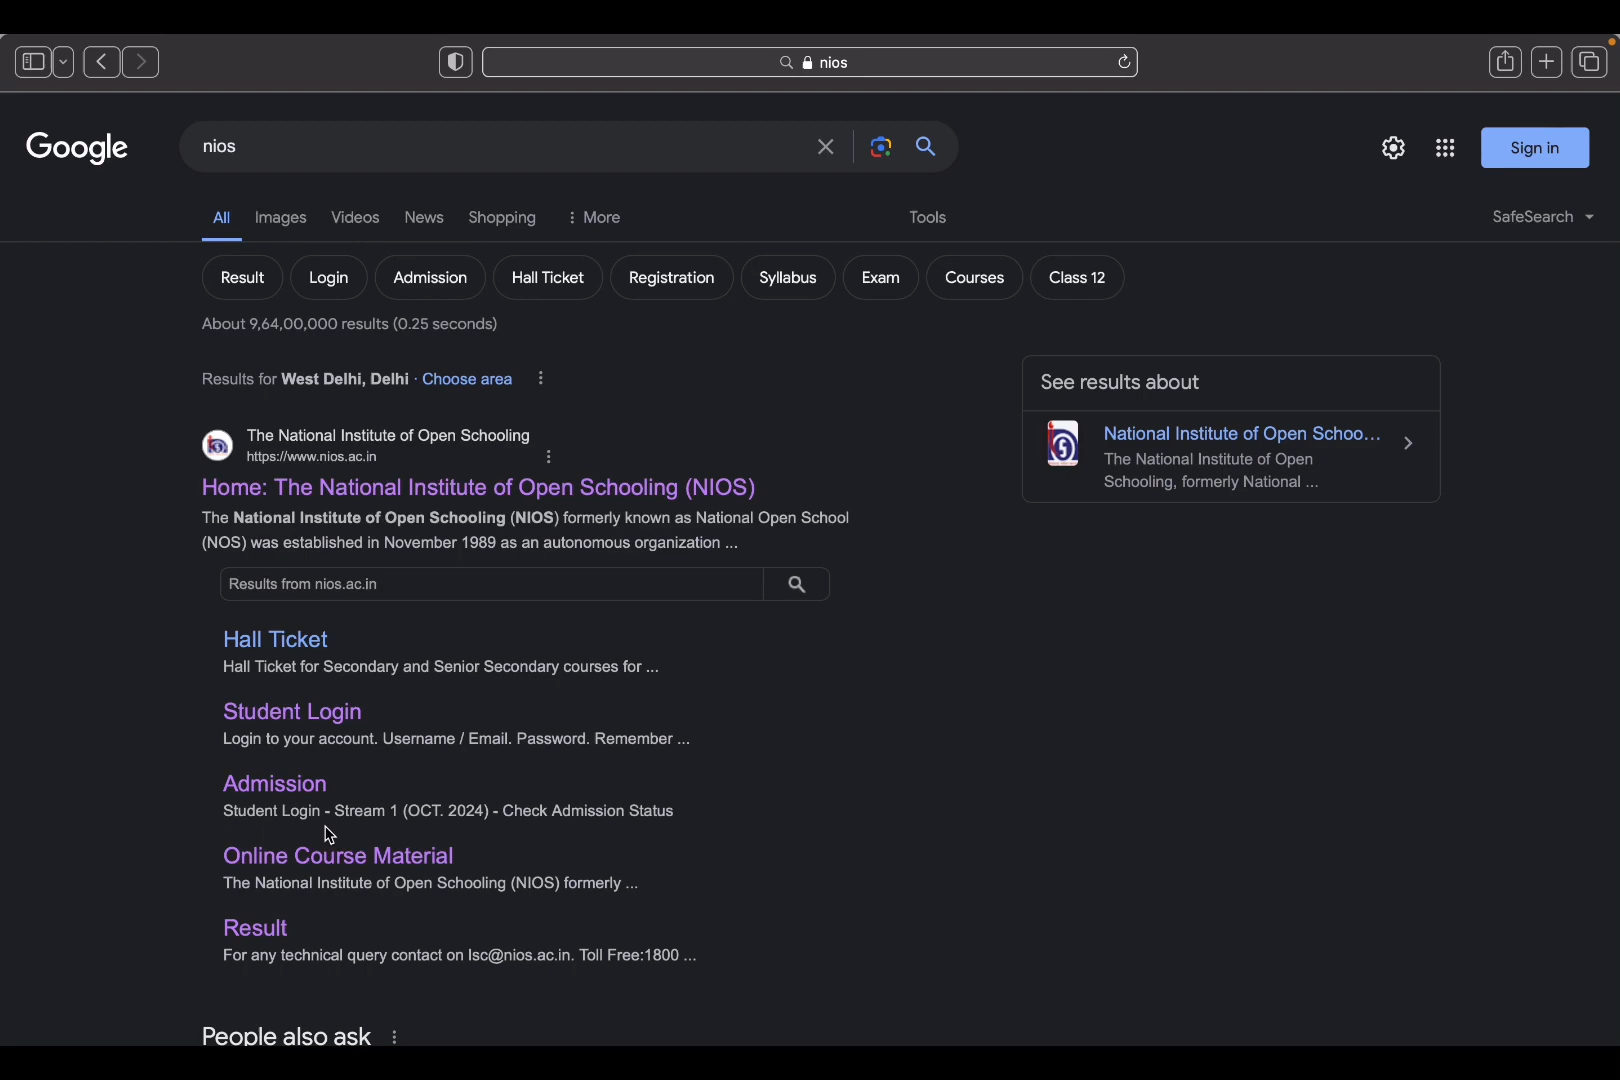 nios
Google
nios
Sign in
All Images Videos News Shopping More Tools SafeSearch
Result Login Admission Hall Ticket Registration Syllabus Exam Courses Class 12
About 9,64,00,000 results (0.25 seconds)
Results for West Delhi, Delhi · Choose area
See results about
The National Institute of Open Schooling
https://www.nios.ac.in
National Institute of Open Schoo...
The National Institute of Open
Schooling, formerly National ...
Home: The National Institute of Open Schooling (NIOS)
The National Institute of Open Schooling (NIOS) formerly known as National Open School
(NOS) was established in November 1989 as an autonomous organization ...
Results from nios.ac.in
Hall Ticket
Hall Ticket for Secondary and Senior Secondary courses for ...
Student Login
Login to your account. Username / Email. Password. Remember ...
Admission
Student Login - Stream 1 (OCT. 2024) - Check Admission Status
Online Course Material
The National Institute of Open Schooling (NIOS) formerly ...
Result
For any technical query contact on lsc@nios.ac.in. Toll Free:1800 ...
People also ask